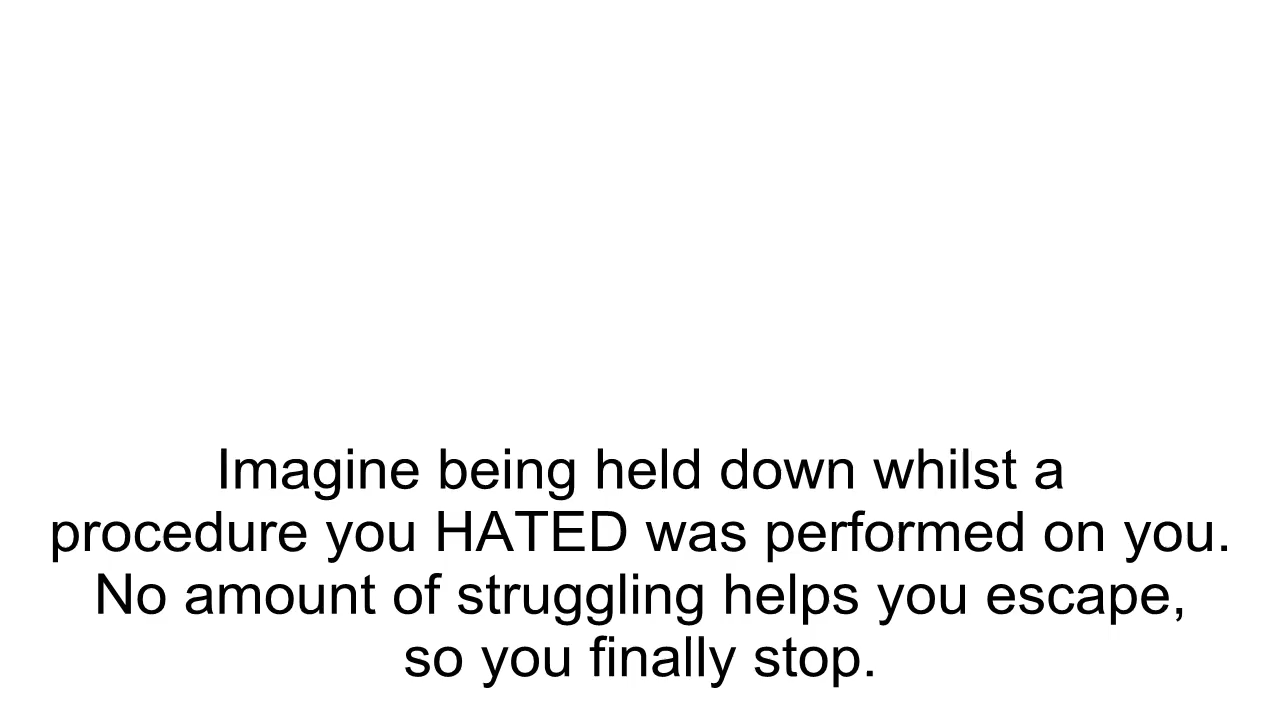 Imagine being held down whilst a
procedure you HATED was performed on you.
No amount of struggling helps you escape,
so you finally stop.